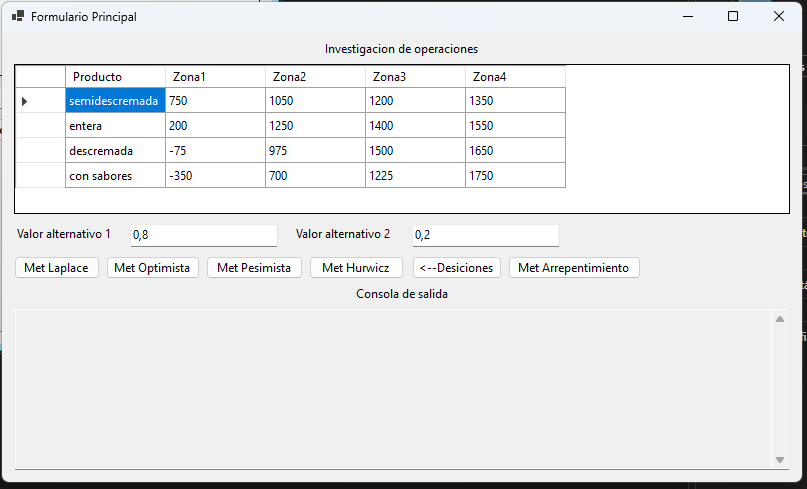 Formulario Principal
Investigacion de operaciones
Producto Zona1 Zona2 Zona3 Zona4
semidescremada 750 1050 1200 1350
entera 200 1250 1400 1550
descremada -75 975 1500 1650
con sabores -350 700 1225 1750
Valor alternativo 1 0,8 Valor alternativo 2 0,2
Met Laplace Met Optimista Met Pesimista Met Hurwicz <--Desiciones Met Arrepentimiento
Consola de salida